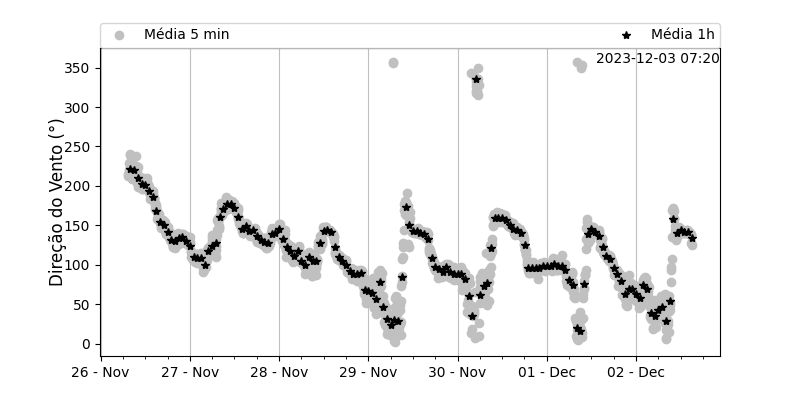 Média 5 min
Média 1h
2023-12-03 07:20
Direção do Vento (°)
350
300
250
200
150
100
50
0
26 - Nov
27 - Nov
28 - Nov
29 - Nov
30 - Nov
01 - Dec
02 - Dec